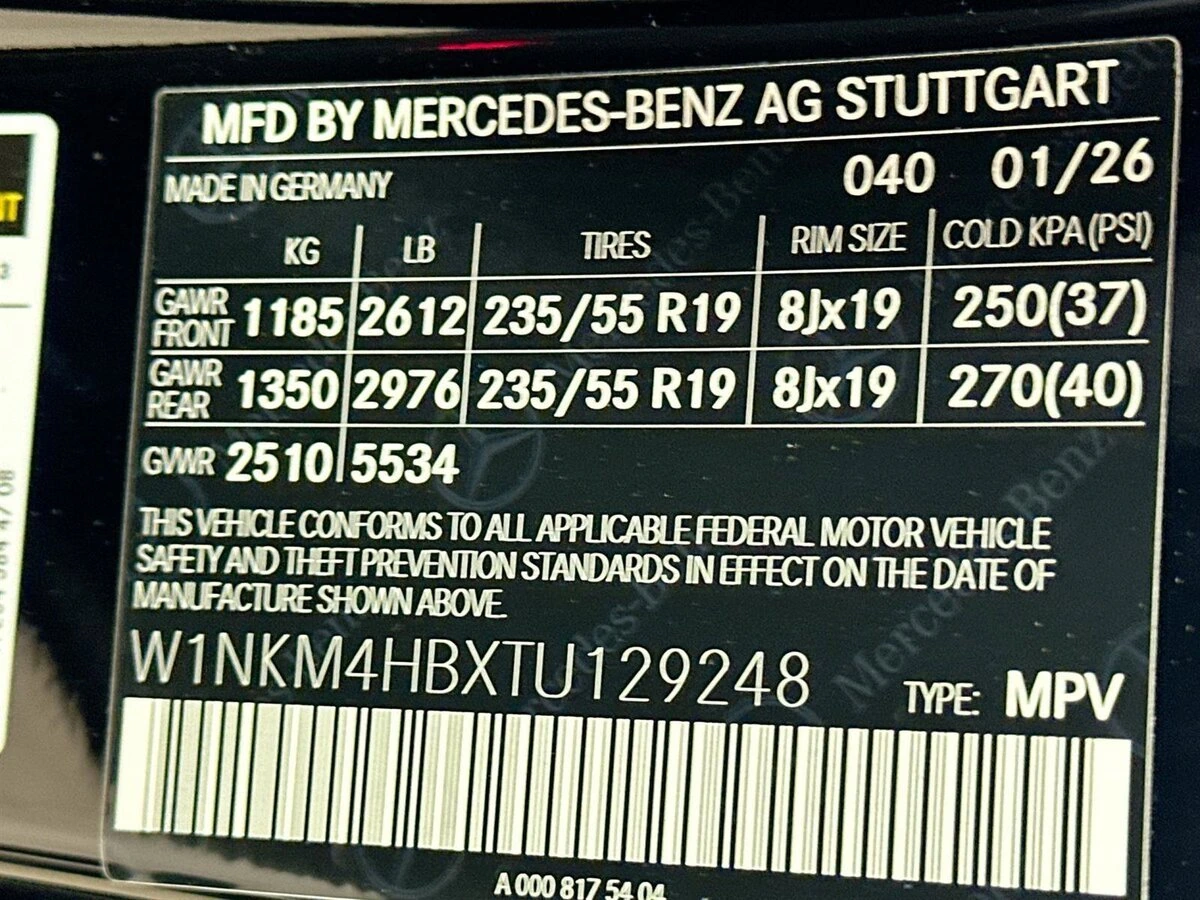 MFD BY MERCEDES-BENZ AG STUTTGART
MADE IN GERMANY 040 01/26
KG LB TIRES RIM SIZE COLD KPA (PSI)
GAWR FRONT 1185 2612 235/55 R19 8Jx19 250(37)
GAWR REAR 1350 2976 235/55 R19 8Jx19 270(40)
GVWR 2510 5534
THIS VEHICLE CONFORMS TO ALL APPLICABLE FEDERAL MOTOR VEHICLE
SAFETY AND THEFT PREVENTION STANDARDS IN EFFECT ON THE DATE OF
MANUFACTURE SHOWN ABOVE.
W1NKM4HBXTU129248 TYPE: MPV
A 000 817 54 04